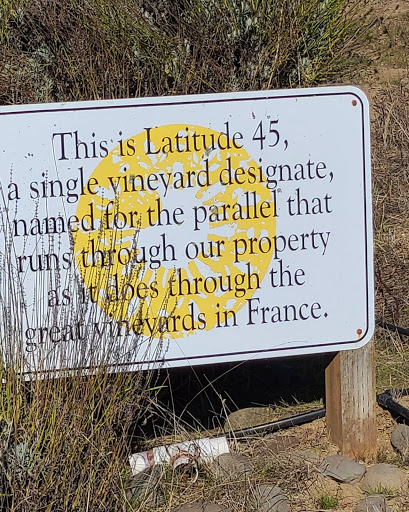 This is Latitude 45,
a single vineyard designate,
named for the parallel that
runs through our property
as it does through the
great vineyards in France.